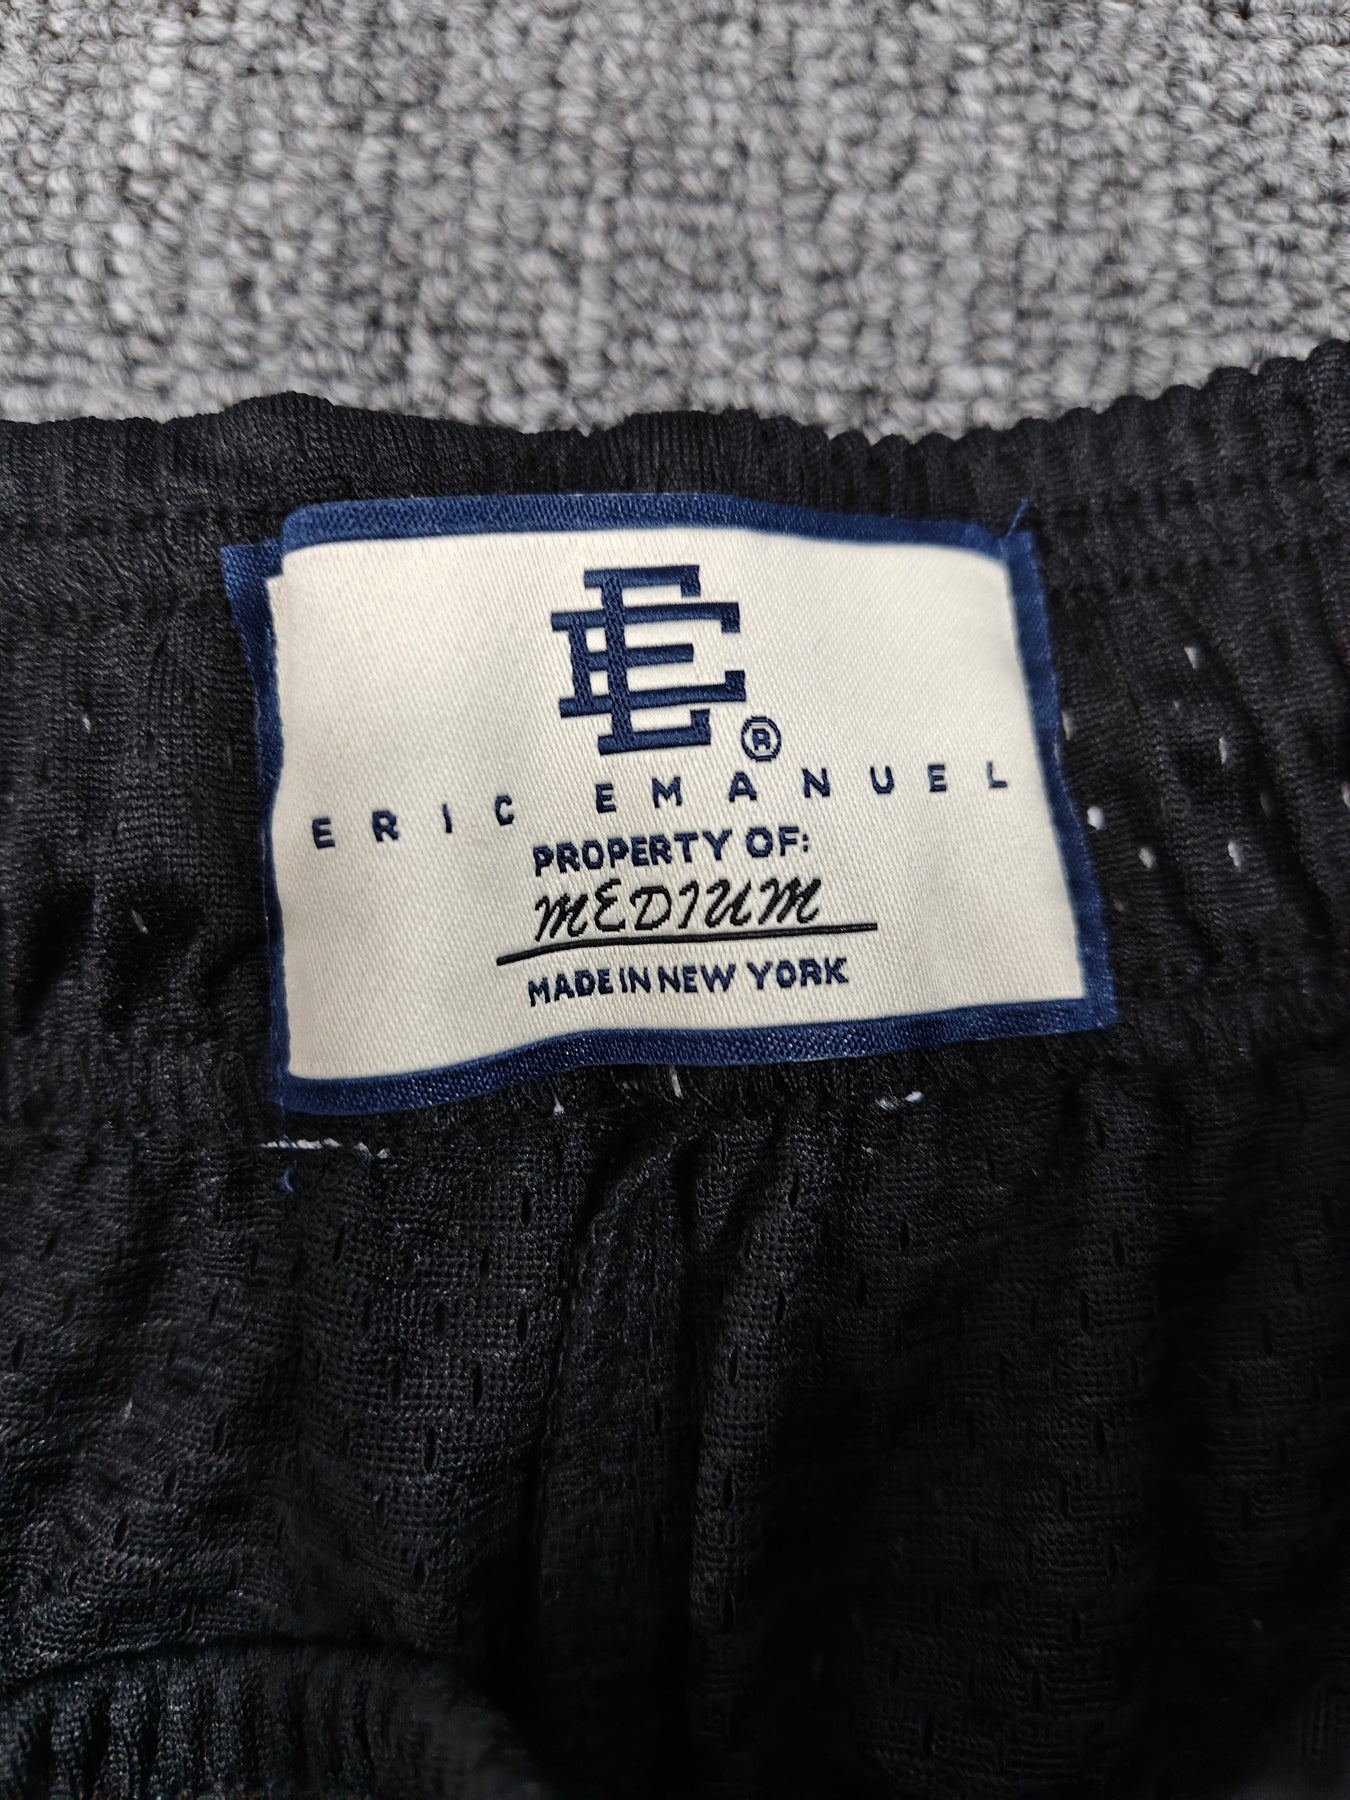 EE®
ERIC EMANUEL
PROPERTY OF:
MEDIUM
MADE IN NEW YORK